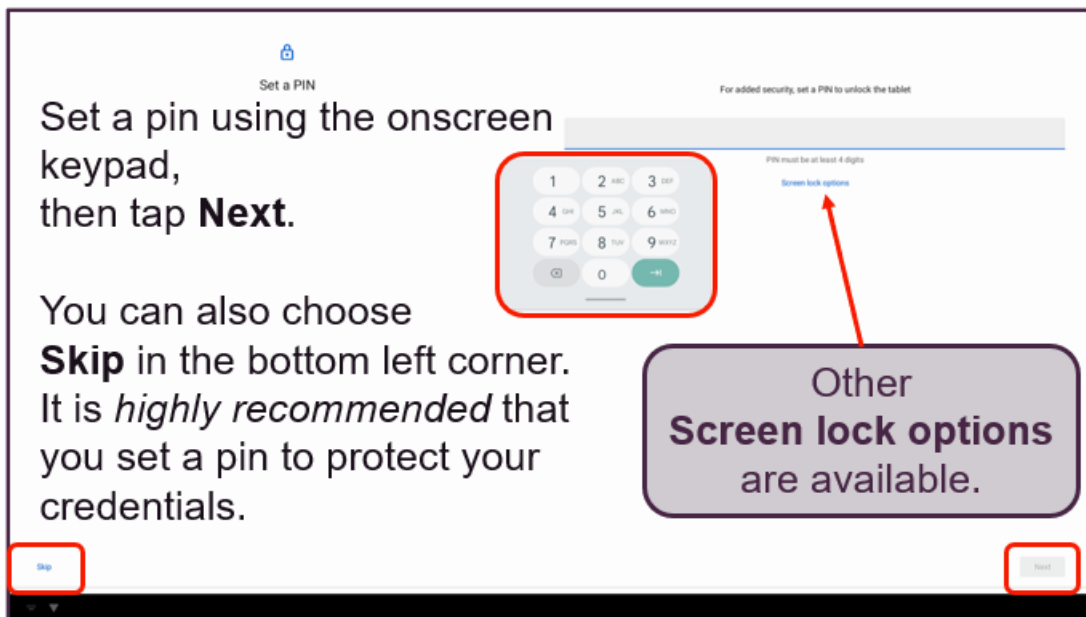 Set a PIN
For added security, set a PIN to unlock the tablet
Set a pin using the onscreen
keypad,
then tap Next.
PIN must be at least 4 digits
Screen lock options
1 2 ABC 3 DEF
4 GHI 5 JKL 6 MNO
7 PQRS 8 TUV 9 WXYZ
0
You can also choose
Skip in the bottom left corner.
It is highly recommended that
you set a pin to protect your
credentials.
Other
Screen lock options
are available.
Skip
Next